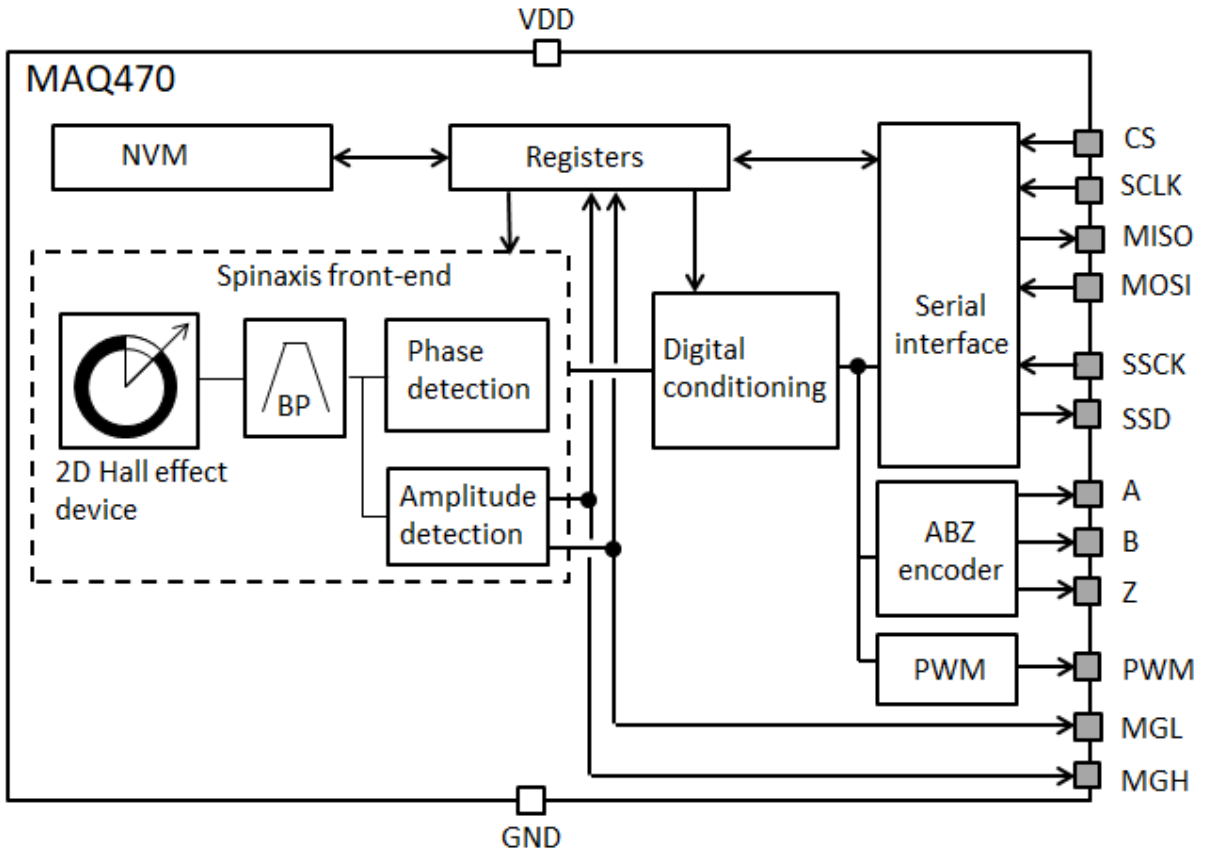 VDD
MAQ470
NVM
Registers
Spinaxis front-end
2D Hall effect
device
BP
Phase
detection
Amplitude
detection
Digital
conditioning
Serial
interface
ABZ
encoder
PWM
CS
SCLK
MISO
MOSI
SSCK
SSD
A
B
Z
PWM
MGL
MGH
GND